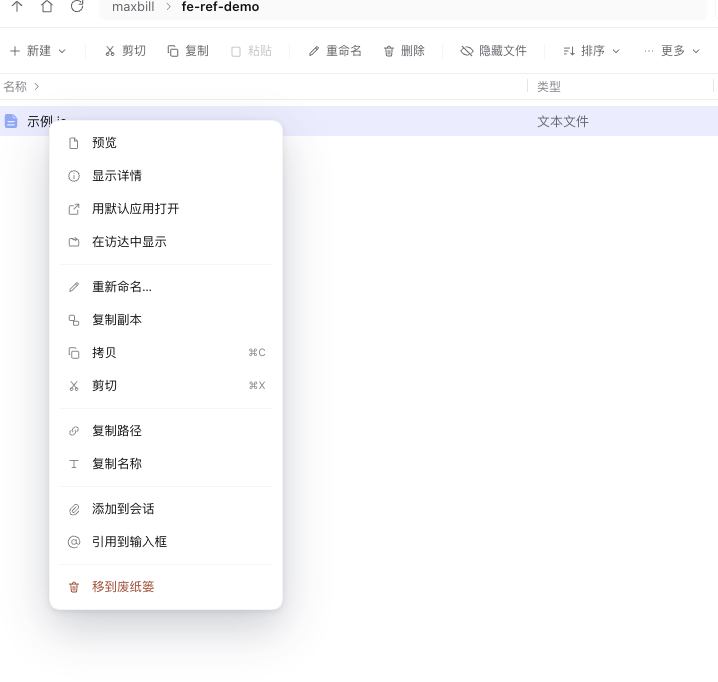 maxbill > fe-ref-demo
新建 剪切 复制 粘贴 重命名 删除 隐藏文件 排序 ··· 更多
名称 类型
示例 文本文件
预览
显示详情
用默认应用打开
在访达中显示
重新命名...
复制副本
拷贝 ⌘C
剪切 ⌘X
复制路径
复制名称
添加到会话
引用到输入框
移到废纸篓